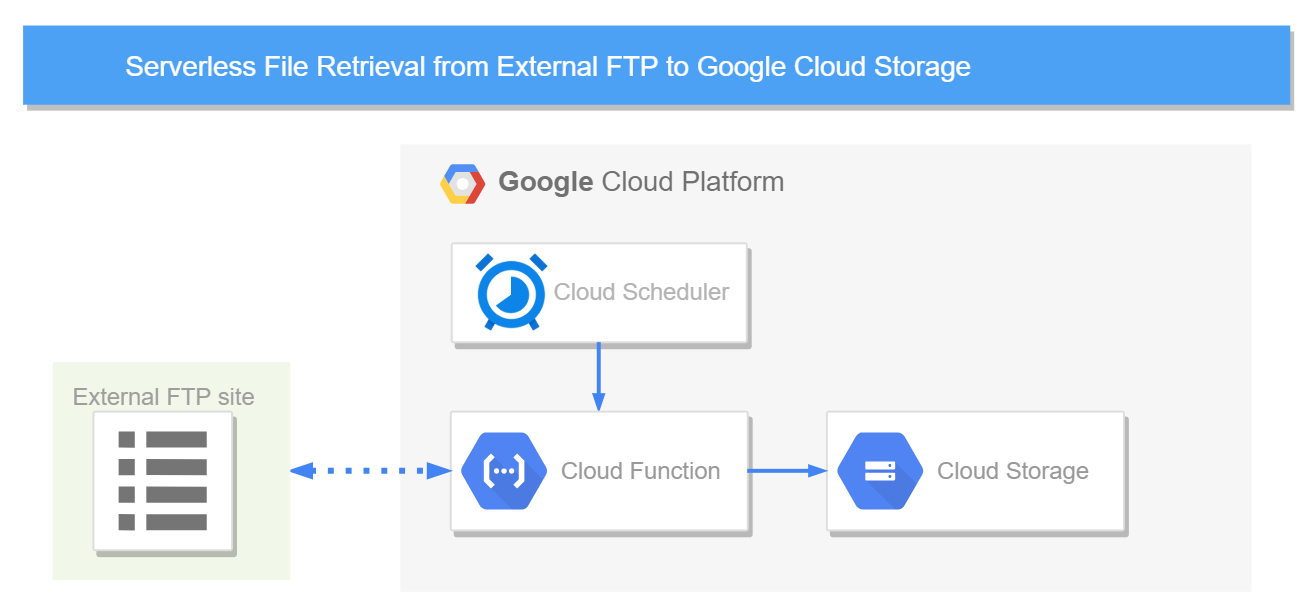 Serverless File Retrieval from External FTP to Google Cloud Storage
Google Cloud Platform
Cloud Scheduler
External FTP site
Cloud Function
Cloud Storage